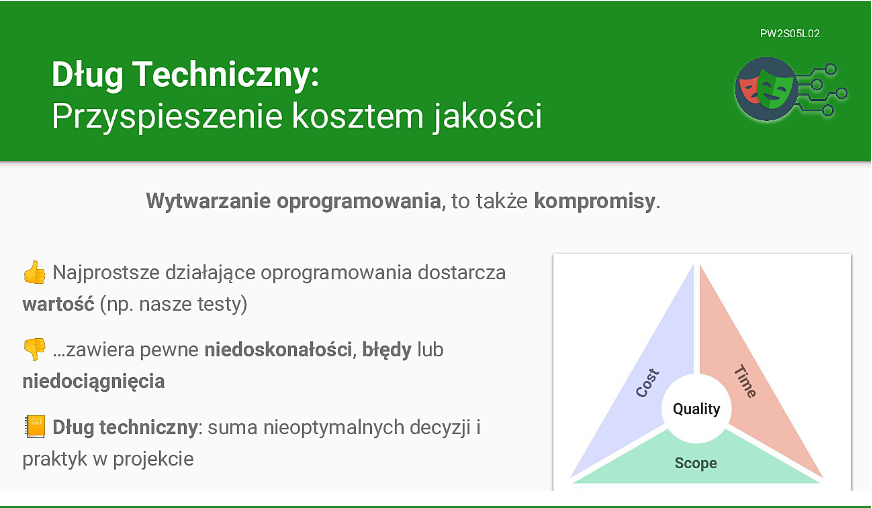 PW2S05L02
Dług Techniczny:
Przyspieszenie kosztem jakości
Wytwarzanie oprogramowania, to także kompromisy.
👍 Najprostsze działające oprogramowania dostarcza
wartość (np. nasze testy)
👎 ...zawiera pewne niedoskonałości, błędy lub
niedociągnięcia
📒 Dług techniczny: suma nieoptymalnych decyzji i
praktyk w projekcie
Cost
Time
Quality
Scope